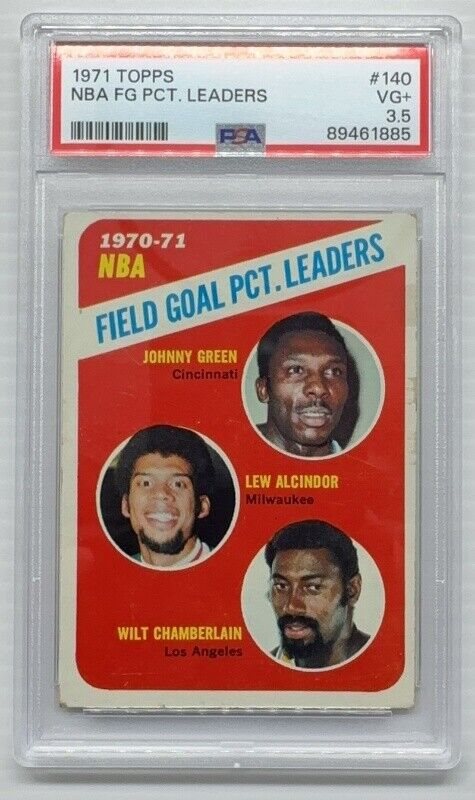 1971 TOPPS #140
NBA FG PCT. LEADERS VG+
3.5
PSA 89461885
1970-71
NBA
FIELD GOAL PCT. LEADERS
JOHNNY GREEN
Cincinnati
LEW ALCINDOR
Milwaukee
WILT CHAMBERLAIN
Los Angeles